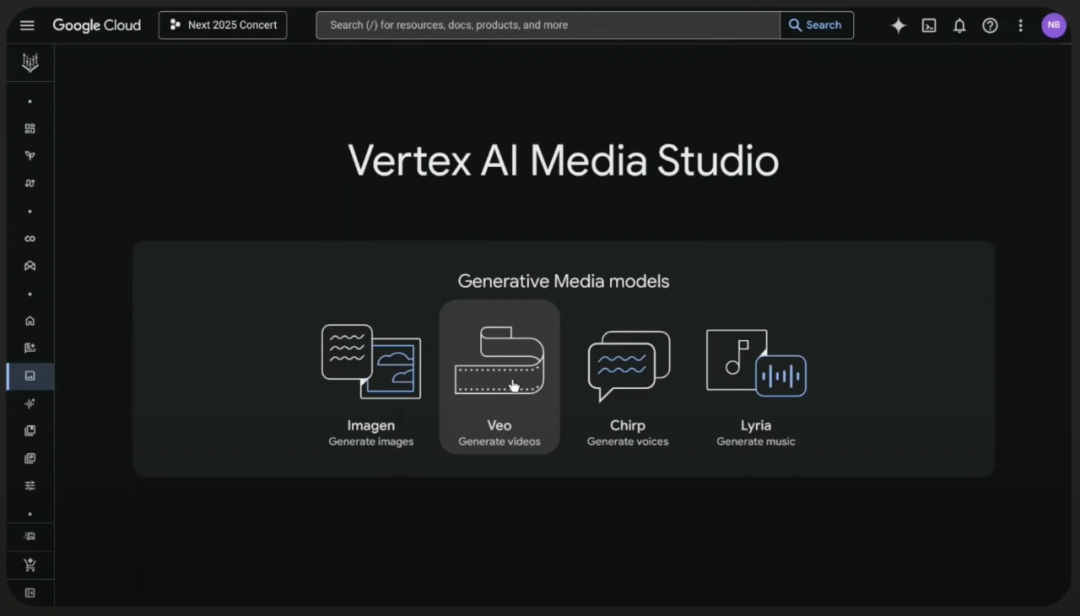 Google Cloud
Next 2025 Concert
Search (/) for resources, docs, products, and more
Search
NB
Vertex AI Media Studio
Generative Media models
Imagen
Generate images
Veo
Generate videos
Chirp
Generate voices
Lyria
Generate music